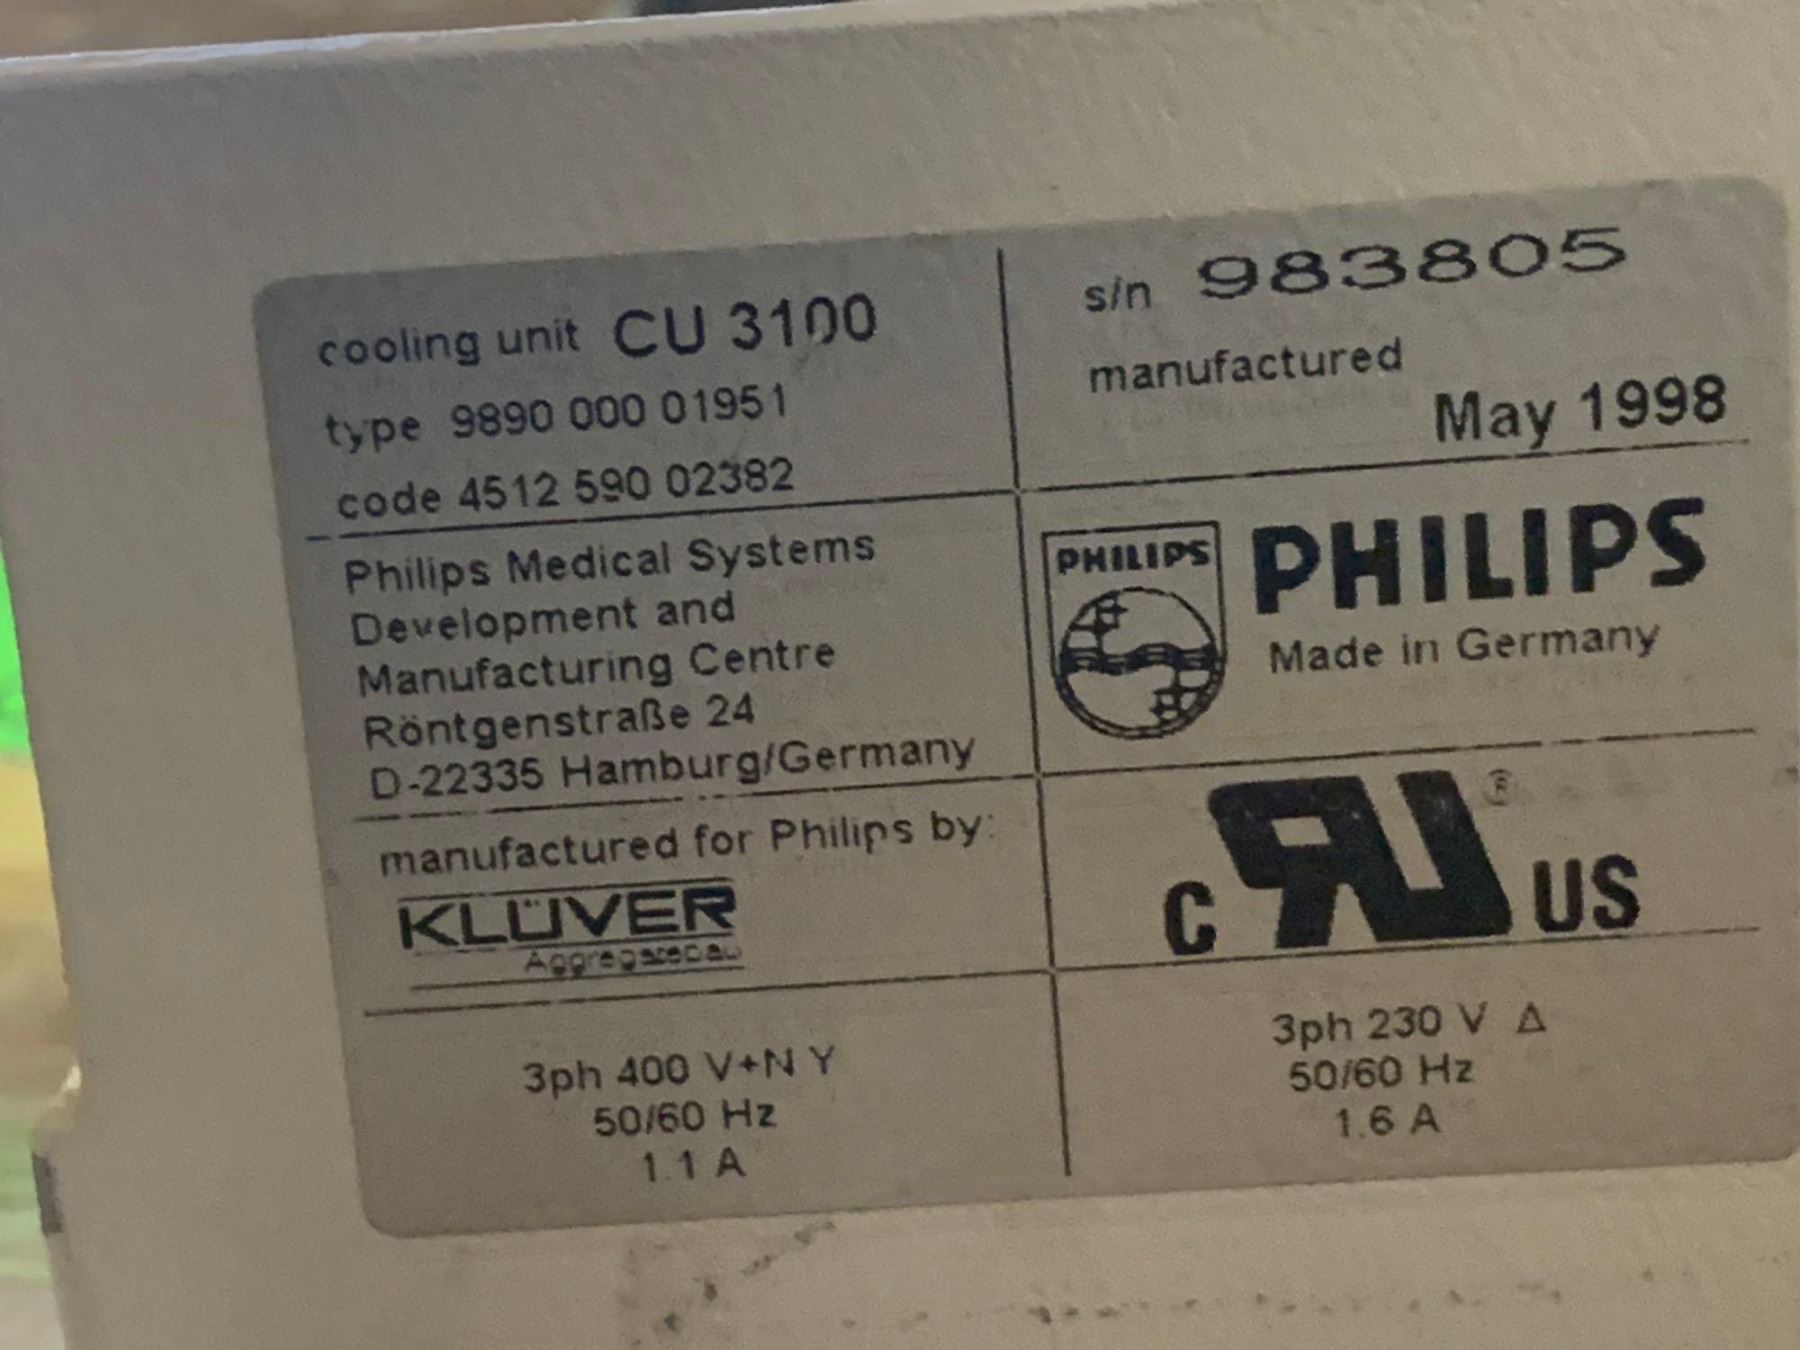 cooling unit CU 3100
type 9890 000 01951
code 4512 590 02382
s/n 983805
manufactured
May 1998
Philips Medical Systems
Development and
Manufacturing Centre
Röntgenstraße 24
D-22335 Hamburg/Germany
PHILIPS
PHILIPS
Made in Germany
manufactured for Philips by:
KLÜVER
Aggregatebau
C RU ® US
3ph 400 V+N Y
50/60 Hz
1.1 A
3ph 230 V Δ
50/60 Hz
1.6 A